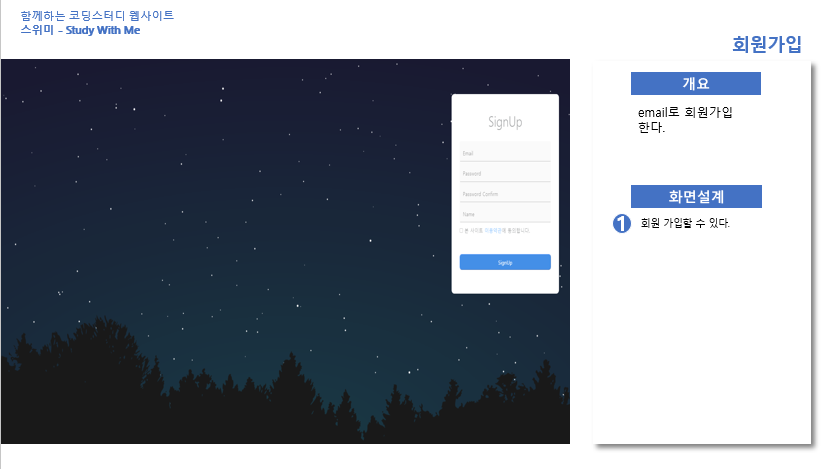 함께하는 코딩스터디 웹사이트
스위미 - Study With Me
회원가입
SignUp
Email
Password
Password Confirm
Name
본 사이트 이용약관에 동의합니다.
SignUp
개요
email로 회원가입
한다.
화면설계
1 회원 가입할 수 있다.